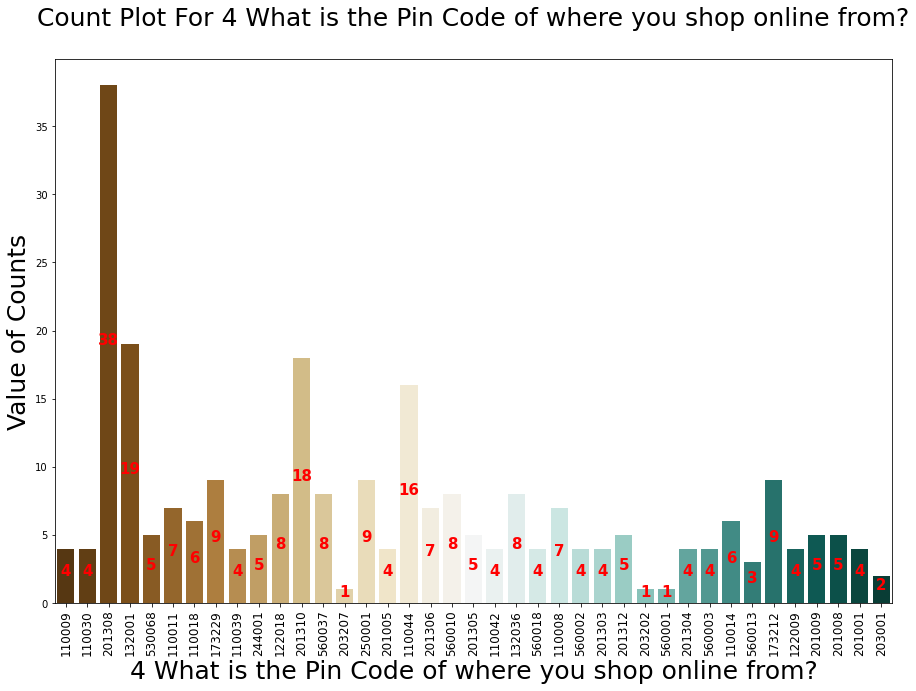 Count Plot For 4 What is the Pin Code of where you shop online from?
Value of Counts
35
30
25
20
15
10
5
0
4 4 38 19 5 7 6 9 4 5 8 18 8 1 9 4 16 7 8 5 4 8 4 7 4 4 5 1 1 4 4 6 3 9 4 5 5 4 2
110009 110030 201308 132001 530068 110011 110018 173229 110039 244001 122018 201310 560037 203207 250001 201005 110044 201306 560010 201305 110042 132036 560018 110008 560002 201303 201312 203202 560001 201304 560003 110014 560013 173212 122009 201009 201008 201001 203001
4 What is the Pin Code of where you shop online from?